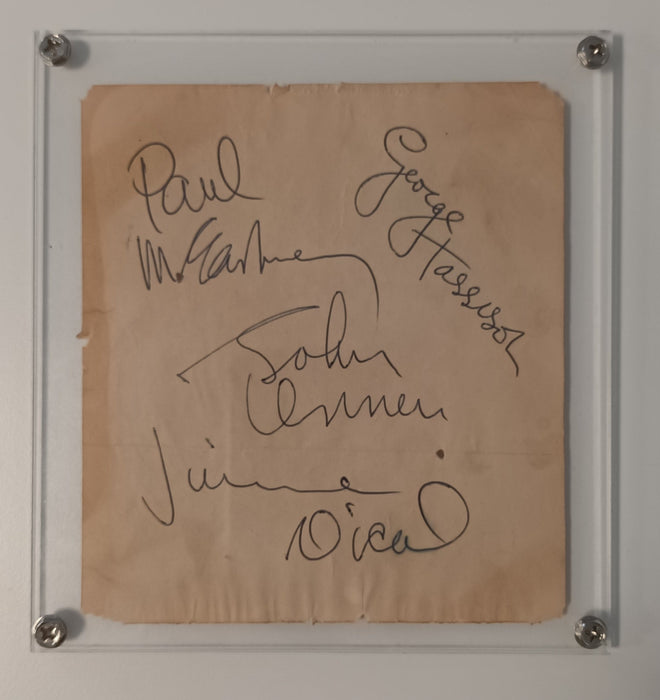 Paul
McCartney
George
Harrison
John
Lennon
Jimmie
Nicol